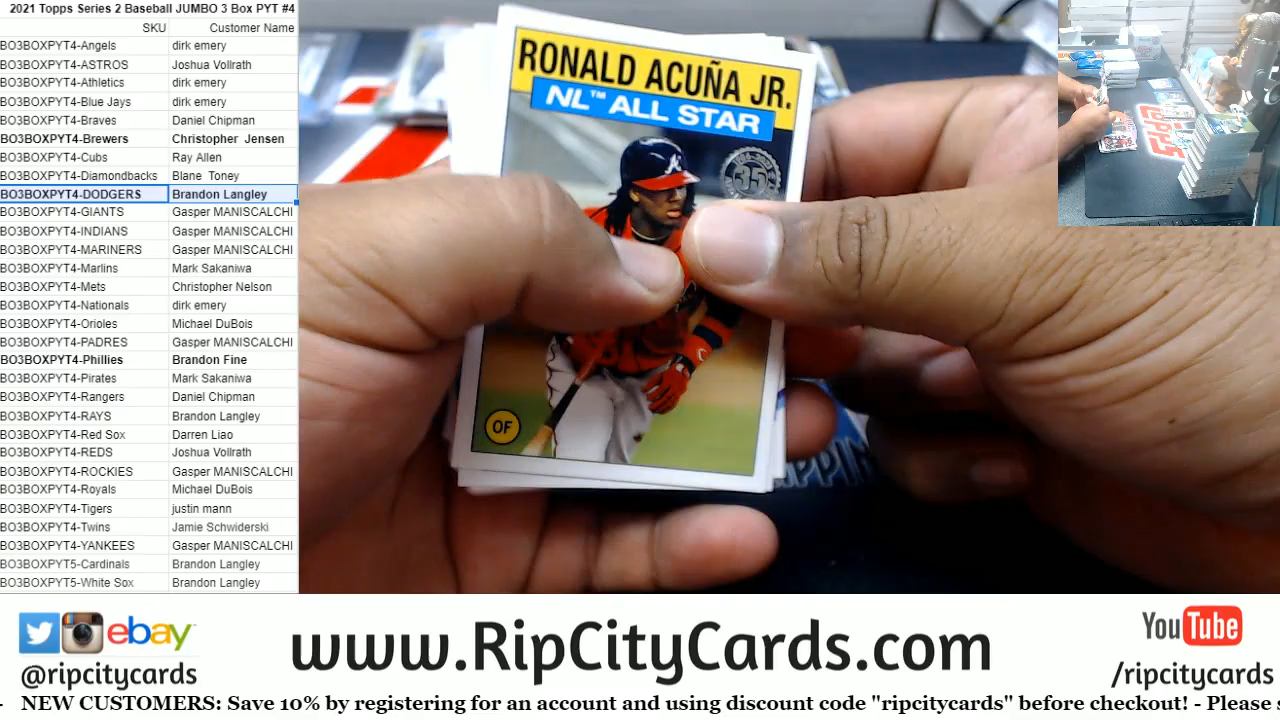 2021 Topps Series 2 Baseball JUMBO 3 Box PYT #4
SKU Customer Name
BO3BOXPYT4-Angels dirk emery
BO3BOXPYT4-ASTROS Joshua Vollrath
BO3BOXPYT4-Athletics dirk emery
BO3BOXPYT4-Blue Jays dirk emery
BO3BOXPYT4-Braves Daniel Chipman
BO3BOXPYT4-Brewers Christopher Jensen
BO3BOXPYT4-Cubs Ray Allen
BO3BOXPYT4-Diamondbacks Blane Toney
BO3BOXPYT4-DODGERS Brandon Langley
BO3BOXPYT4-GIANTS Gasper MANISCALCHI
BO3BOXPYT4-INDIANS Gasper MANISCALCHI
BO3BOXPYT4-MARINERS Gasper MANISCALCHI
BO3BOXPYT4-Marlins Mark Sakaniwa
BO3BOXPYT4-Mets Christopher Nelson
BO3BOXPYT4-Nationals dirk emery
BO3BOXPYT4-Orioles Michael DuBois
BO3BOXPYT4-PADRES Gasper MANISCALCHI
BO3BOXPYT4-Phillies Brandon Fine
BO3BOXPYT4-Pirates Mark Sakaniwa
BO3BOXPYT4-Rangers Daniel Chipman
BO3BOXPYT4-RAYS Brandon Langley
BO3BOXPYT4-Red Sox Darren Liao
BO3BOXPYT4-REDS Joshua Vollrath
BO3BOXPYT4-ROCKIES Gasper MANISCALCHI
BO3BOXPYT4-Royals Michael DuBois
BO3BOXPYT4-Tigers justin mann
BO3BOXPYT4-Twins Jamie Schwiderski
BO3BOXPYT4-YANKEES Gasper MANISCALCHI
BO3BOXPYT5-Cardinals Brandon Langley
BO3BOXPYT5-White Sox Brandon Langley
RONALD ACUÑA JR.
NL™ ALL STAR
35
OF
topps
ebay
@ripcitycards
www.RipCityCards.com
YouTube
/ripcitycards
- NEW CUSTOMERS: Save 10% by registering for an account and using discount code "ripcitycards" before checkout! - Please